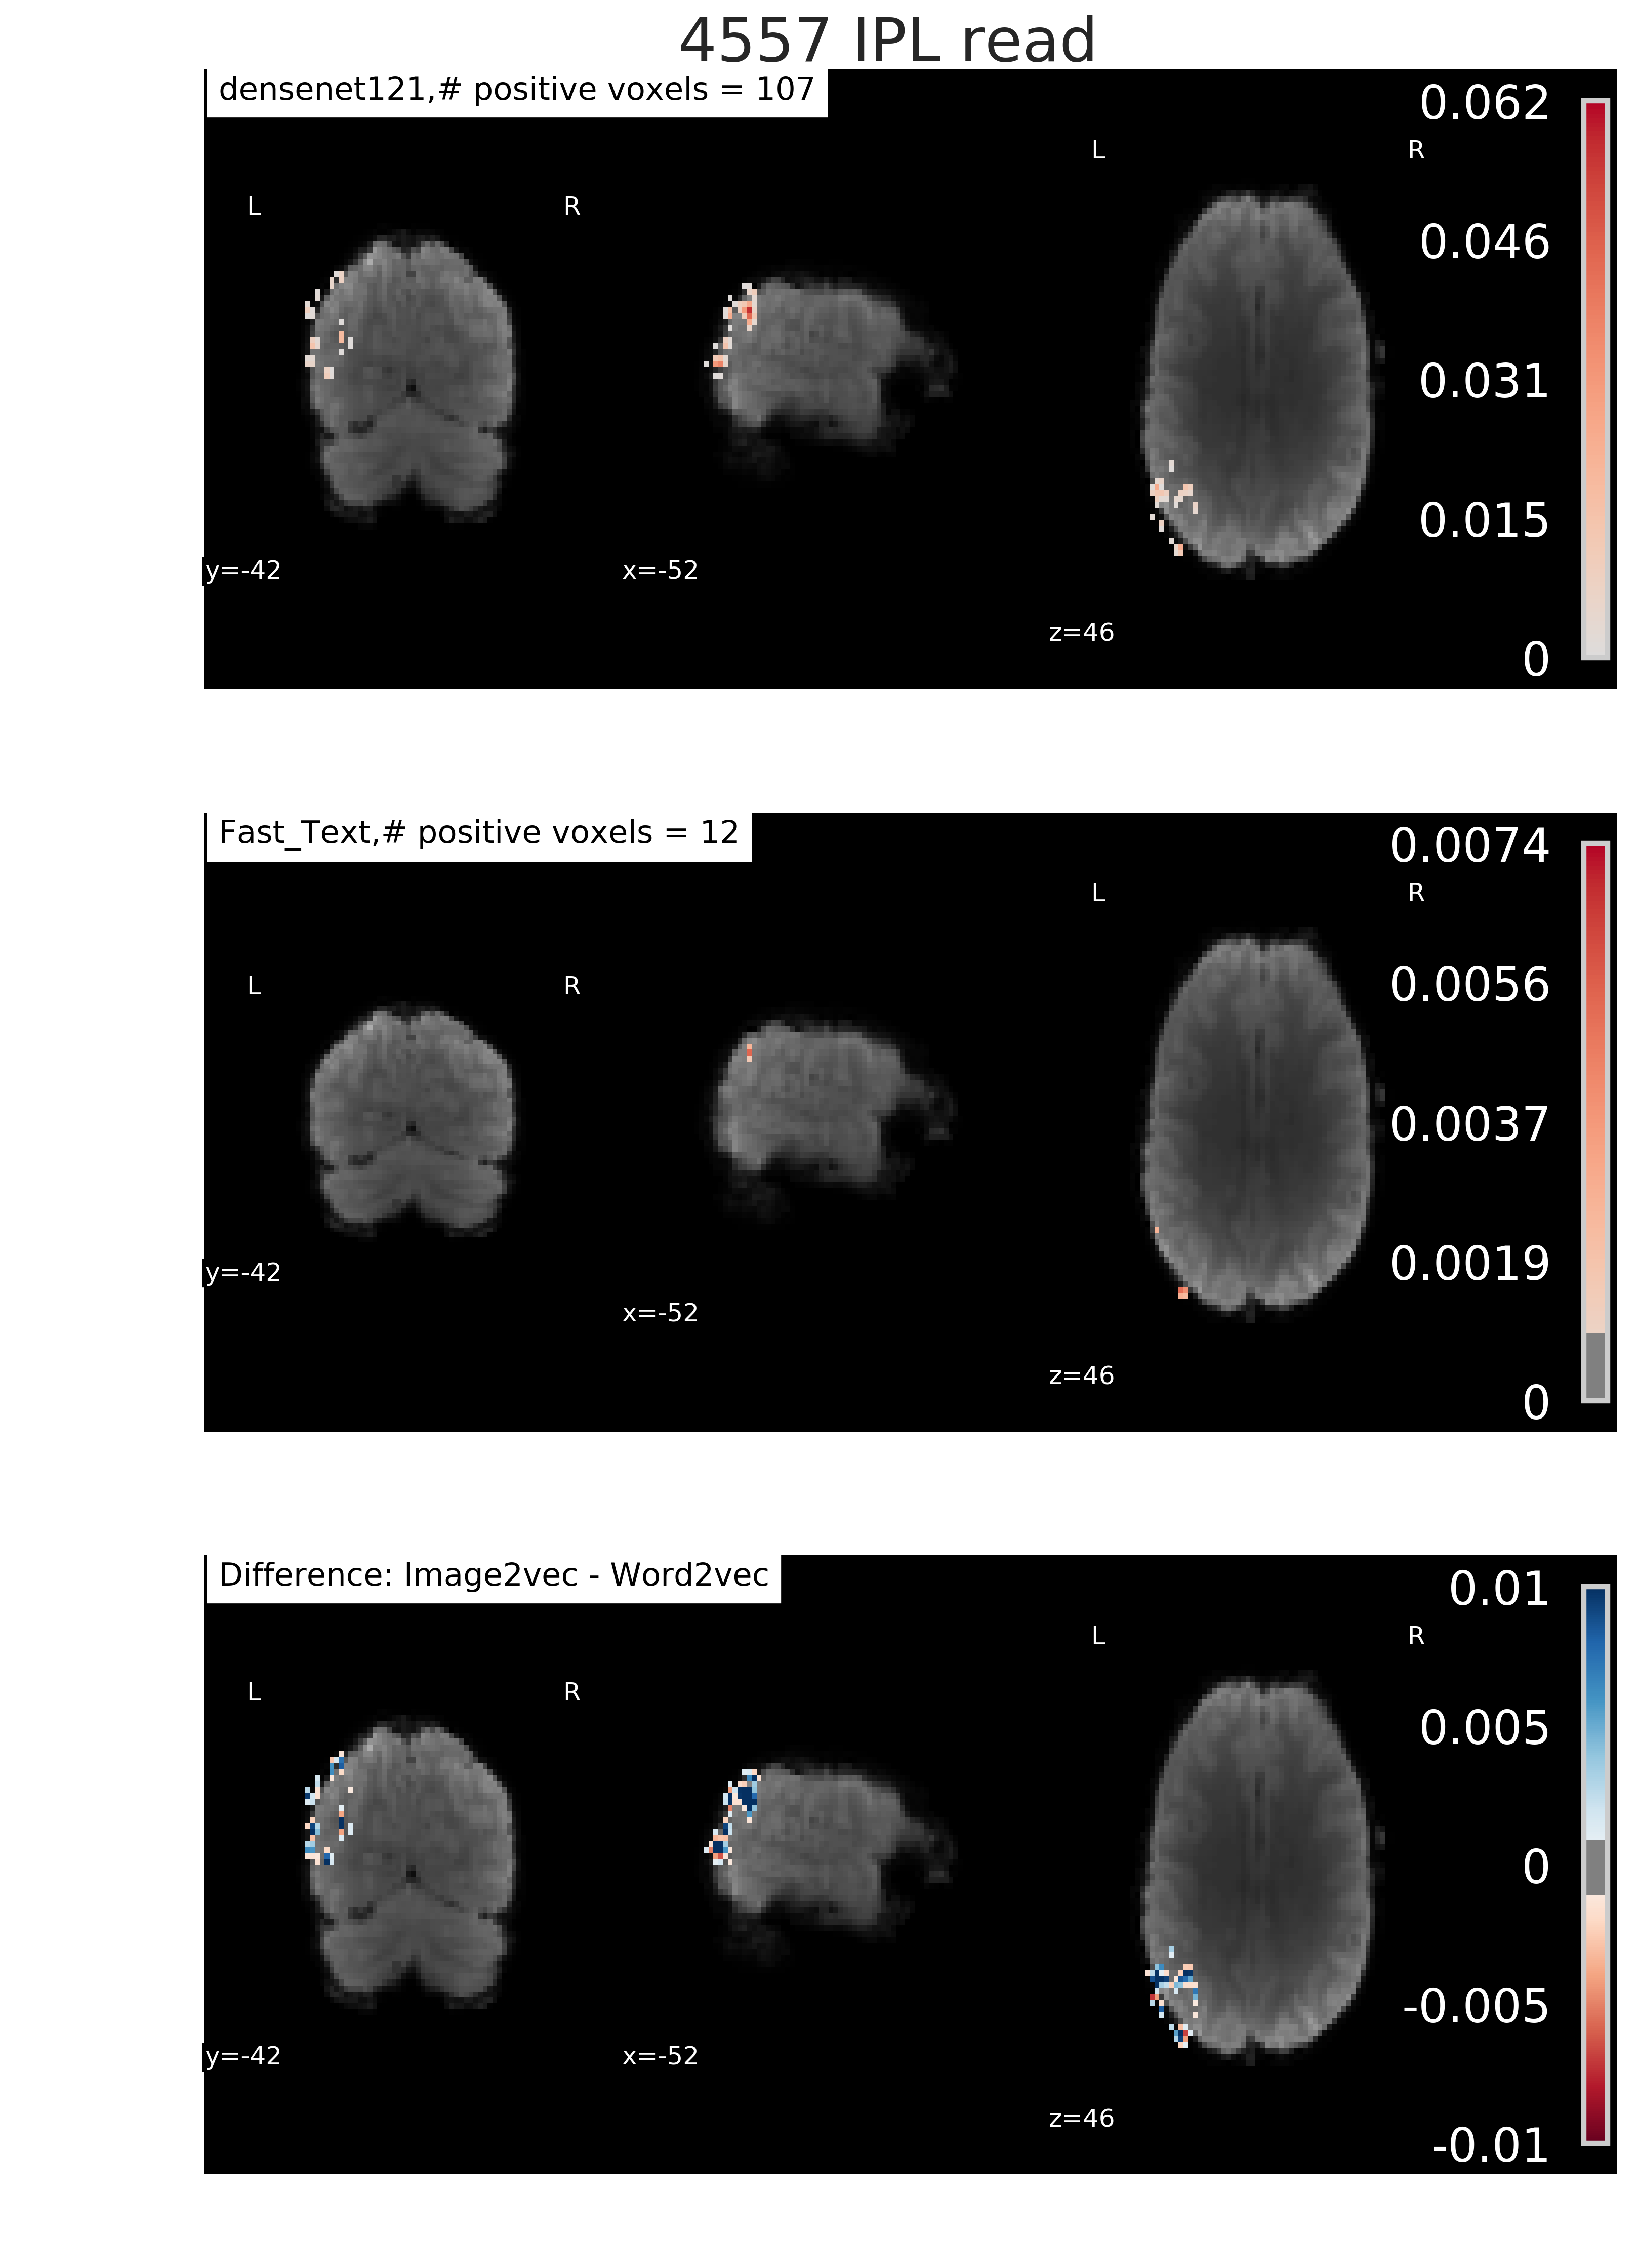 4557 IPL read
densenet121,# positive voxels = 107
0.062
L R
L R
0.046
0.031
0.015
y=-42 x=-52
z=46
0
Fast_Text,# positive voxels = 12
0.0074
L R
L R
0.0056
0.0037
0.0019
y=-42
x=-52
z=46
0
Difference: Image2vec - Word2vec
0.01
L R
L R
0.005
0
-0.005
y=-42 x=-52
z=46
-0.01